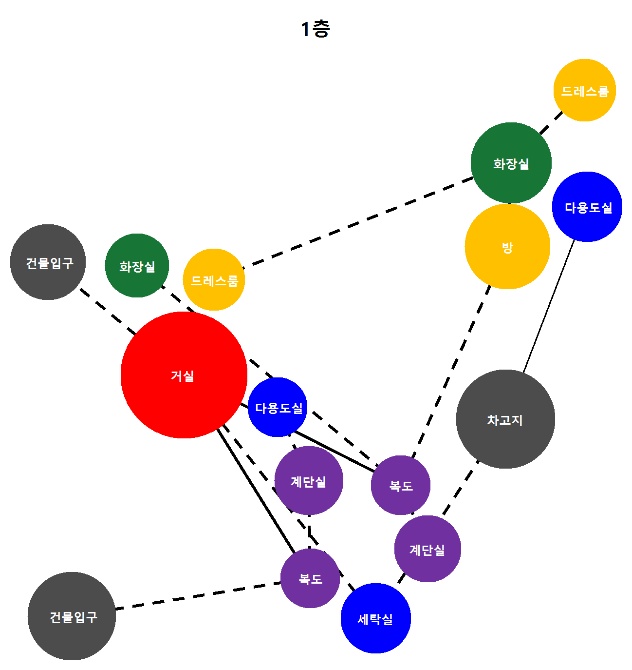 1층
드레스룸
화장실
다용도실
방
건물입구
화장실
드레스룸
거실
다용도실
차고지
계단실
복도
계단실
복도
건물입구
세탁실